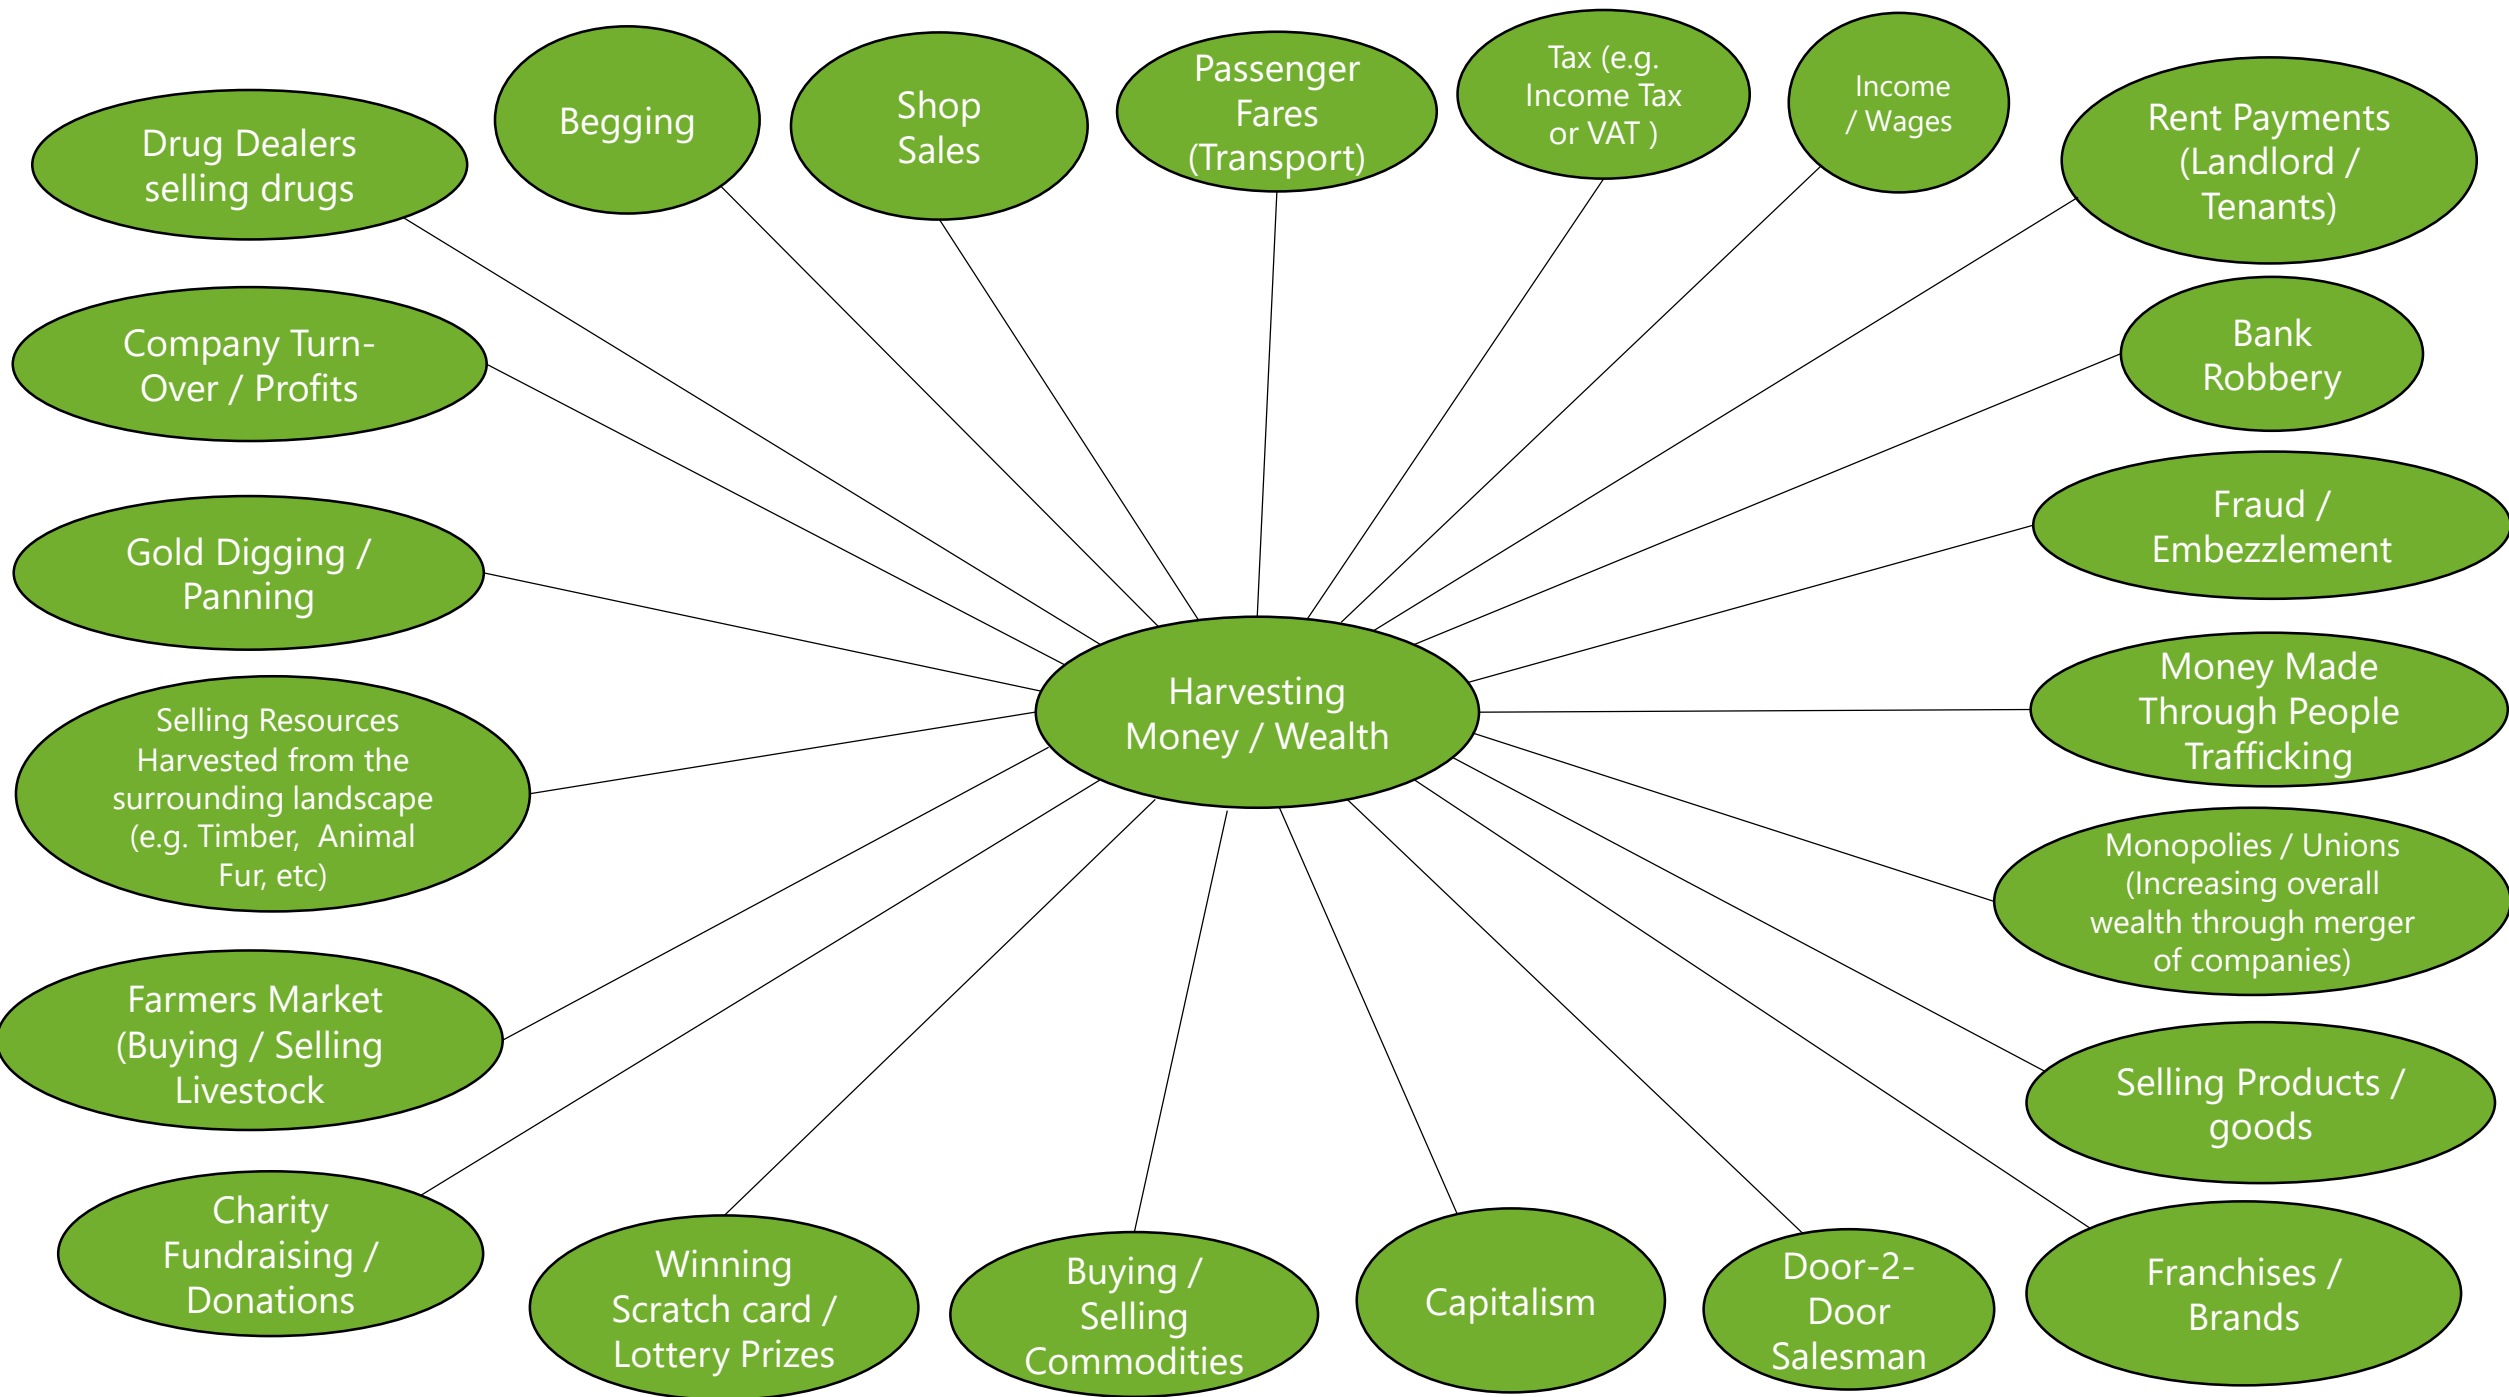 Drug Dealers
selling drugs
Begging
Shop
Sales
Passenger
Fares
(Transport)
Tax (e.g.
Income Tax
or VAT )
Income
/ Wages
Rent Payments
(Landlord /
Tenants)
Company Turn-
Over / Profits
Bank
Robbery
Gold Digging /
Panning
Fraud /
Embezzlement
Harvesting
Money / Wealth
Selling Resources
Harvested from the
surrounding landscape
(e.g. Timber,  Animal
Fur, etc)
Money Made
Through People
Trafficking
Monopolies / Unions
(Increasing overall
wealth through merger
of companies)
Farmers Market
(Buying / Selling
Livestock
Selling Products /
goods
Charity
Fundraising /
Donations
Winning
Scratch card /
Lottery Prizes
Buying /
Selling
Commodities
Capitalism
Door-2-
Door
Salesman
Franchises /
Brands